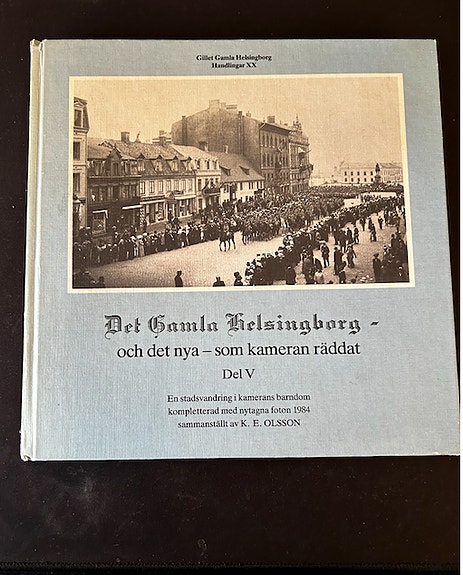 Gillet Gamla Helsingborg
Handlingar XX
Det Gamla Helsingborg -
och det nya – som kameran räddat
Del V
En stadsvandring i kamerans barndom
kompletterad med nytagna foton 1984
sammanställt av K. E. OLSSON